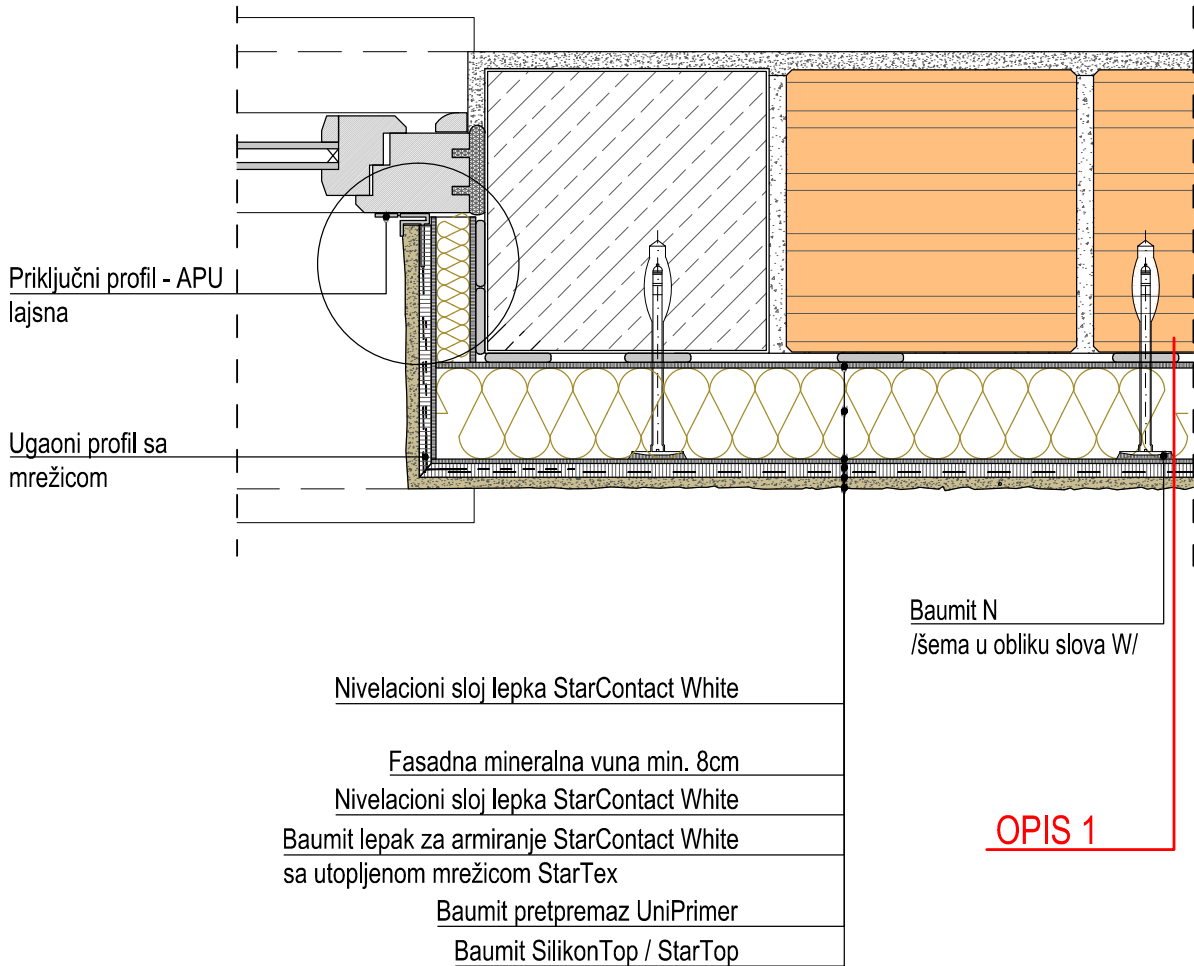 Priključni profil - APU
lajsna
Ugaoni profil sa
mrežicom
Baumit N
/šema u obliku slova W/
Nivelacioni sloj lepka StarContact White
Fasadna mineralna vuna min. 8cm
Nivelacioni sloj lepka StarContact White
OPIS 1
Baumit lepak za armiranje StarContact White
sa utopljenom mrežicom StarTex
Baumit pretpremaz UniPrimer
Baumit SilikonTop / StarTop